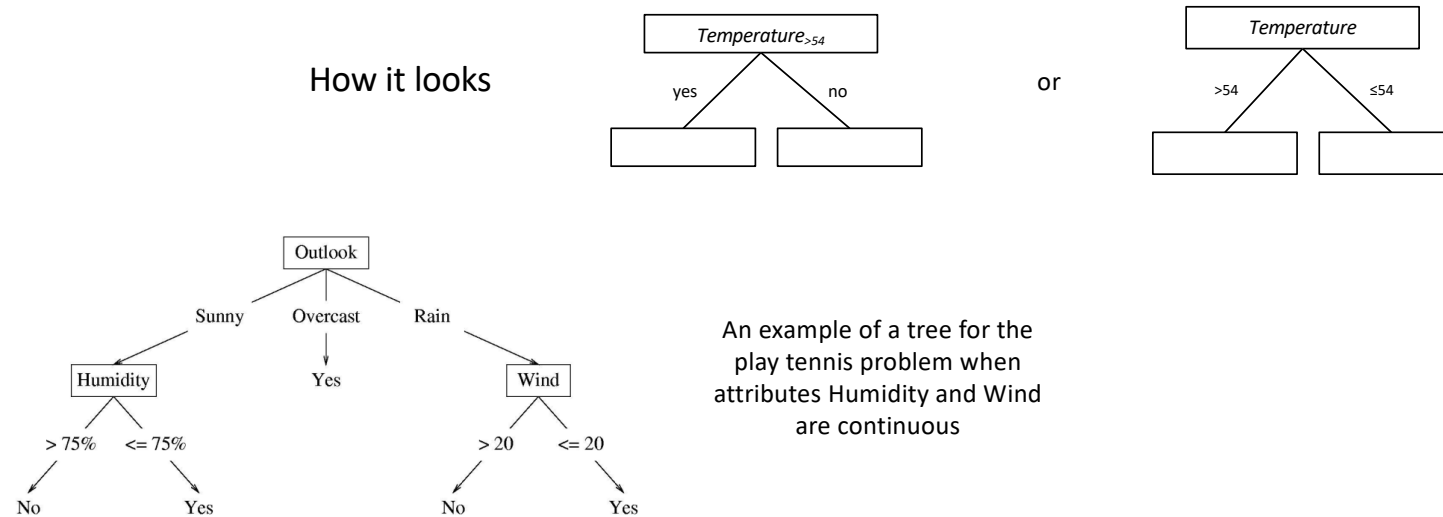 How it looks
Temperature>54
yes no
or
Temperature
>54 ≤54
Outlook
Sunny Overcast Rain
Humidity Yes Wind
> 75% <= 75% > 20 <= 20
No Yes No Yes
An example of a tree for the
play tennis problem when
attributes Humidity and Wind
are continuous